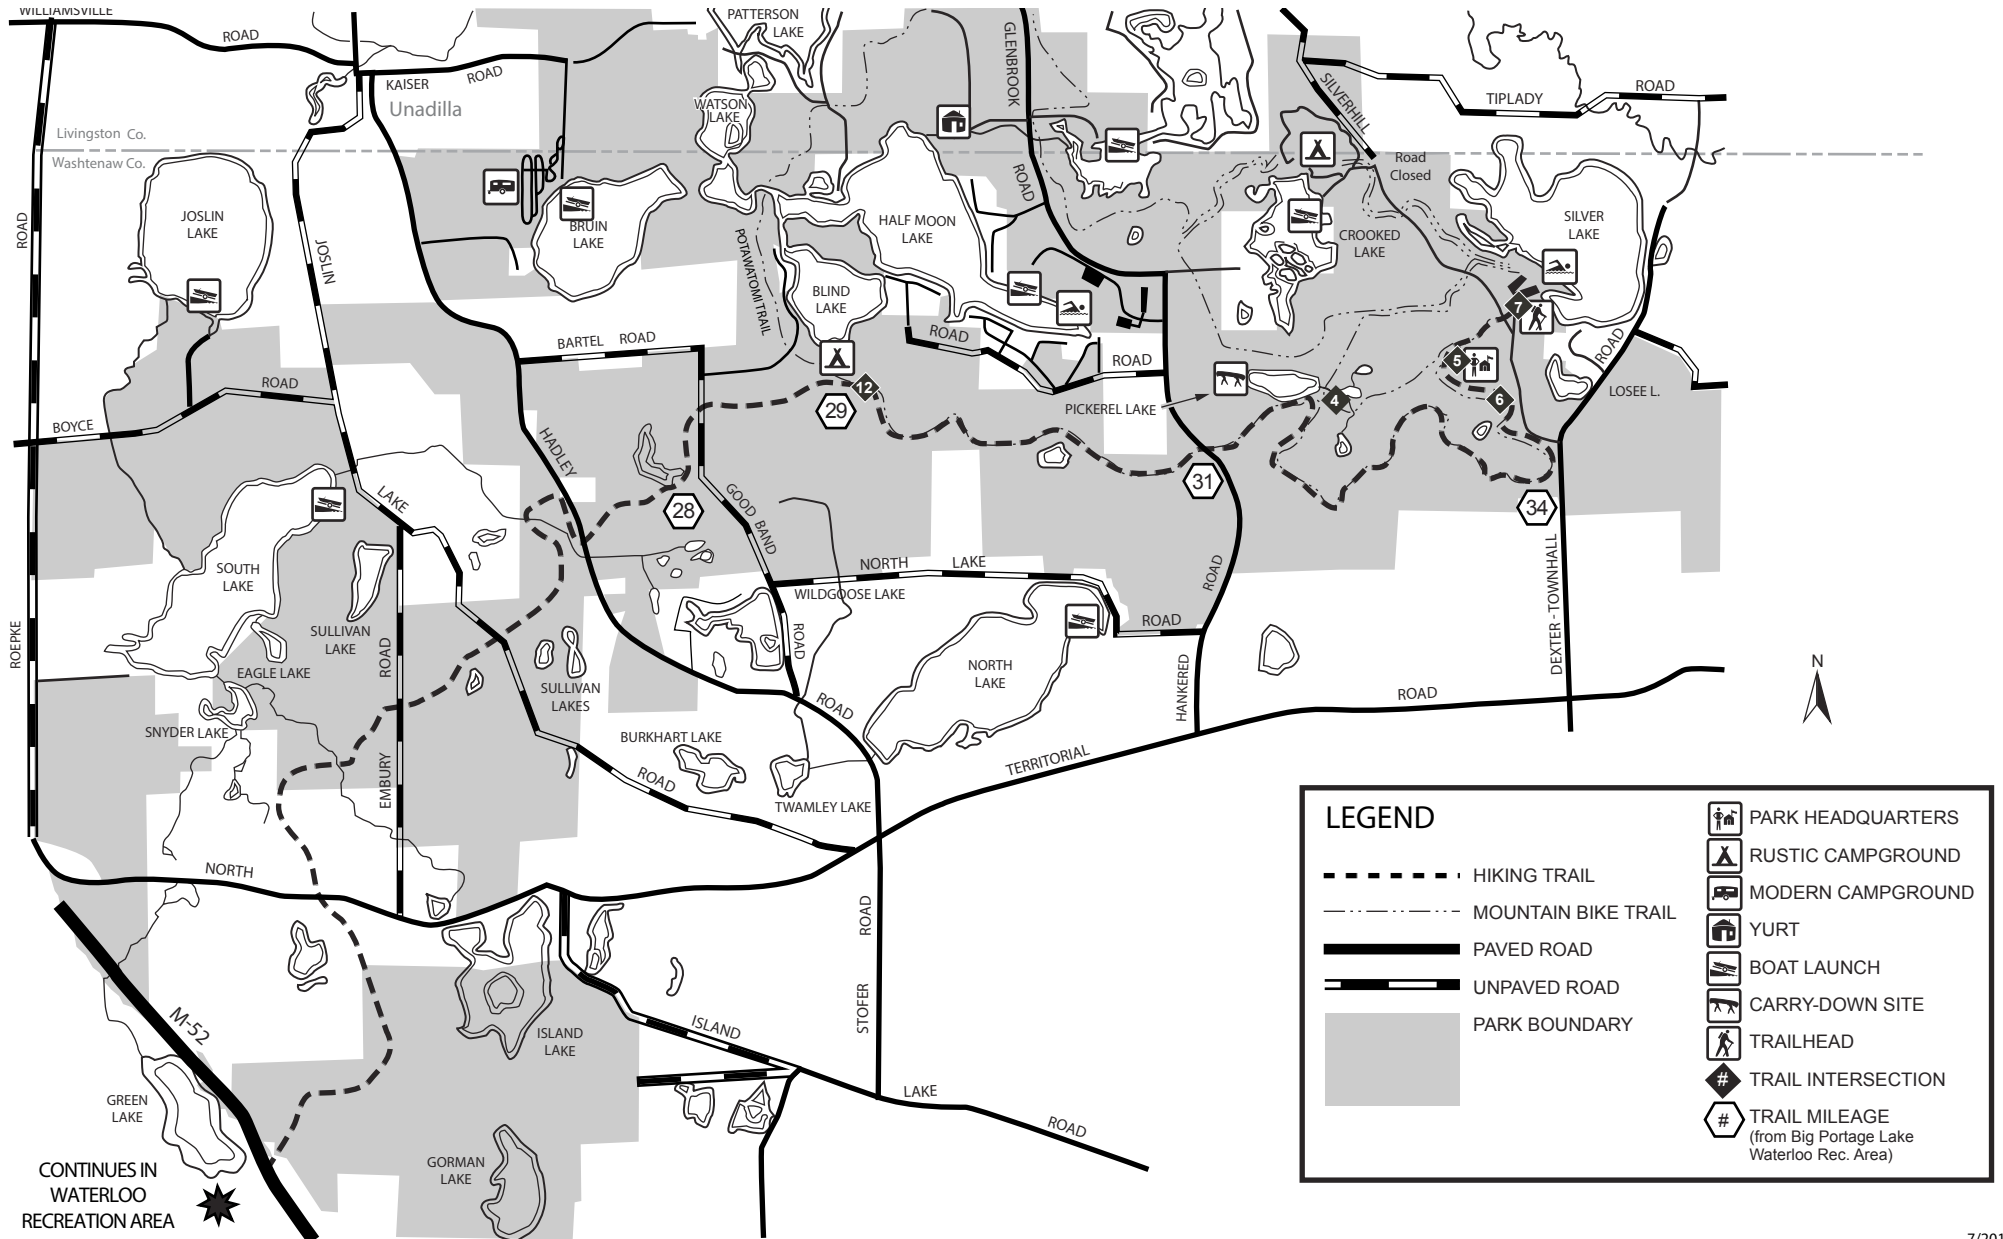 WILLIAMSVILLE
ROAD
KAISER
ROAD
Unadilla
Livingston Co.
Washtenaw Co.
PATTERSON
LAKE
WATSON
LAKE
GLENBROOK
ROAD
SILVERHILL
TIPLADY
ROAD
Road
Closed
ROAD
JOSLIN
LAKE
JOSLIN
BRUIN
LAKE
POTAWATOMI TRAIL
HALF MOON
LAKE
BLIND
LAKE
CROOKED
LAKE
SILVER
LAKE
7
5
6
4
12
29
BARTEL
ROAD
ROAD
ROAD
PICKEREL LAKE
ROAD
LOSEE L.
ROAD
BOYCE
HADLEY
LAKE
28
31
34
GOOD BAND
SOUTH
LAKE
SULLIVAN
LAKE
EAGLE LAKE
SNYDER LAKE
ROEPKE
ROAD
EMBURY
SULLIVAN
LAKES
NORTH
LAKE
WILDGOOSE LAKE
ROAD
ROAD
ROAD
NORTH
LAKE
ROAD
HANKERED
DEXTER - TOWNHALL
ROAD
TERRITORIAL
N
BURKHART LAKE
ROAD
TWAMLEY LAKE
NORTH
ROAD
STOFER
M-52
ISLAND
LAKE
ISLAND
LAKE
ROAD
GREEN
LAKE
GORMAN
LAKE
CONTINUES IN
WATERLOO
RECREATION AREA
LEGEND
HIKING TRAIL
MOUNTAIN BIKE TRAIL
PAVED ROAD
UNPAVED ROAD
PARK BOUNDARY
PARK HEADQUARTERS
RUSTIC CAMPGROUND
MODERN CAMPGROUND
YURT
BOAT LAUNCH
CARRY-DOWN SITE
TRAILHEAD
# TRAIL INTERSECTION
# TRAIL MILEAGE
(from Big Portage Lake
Waterloo Rec. Area)